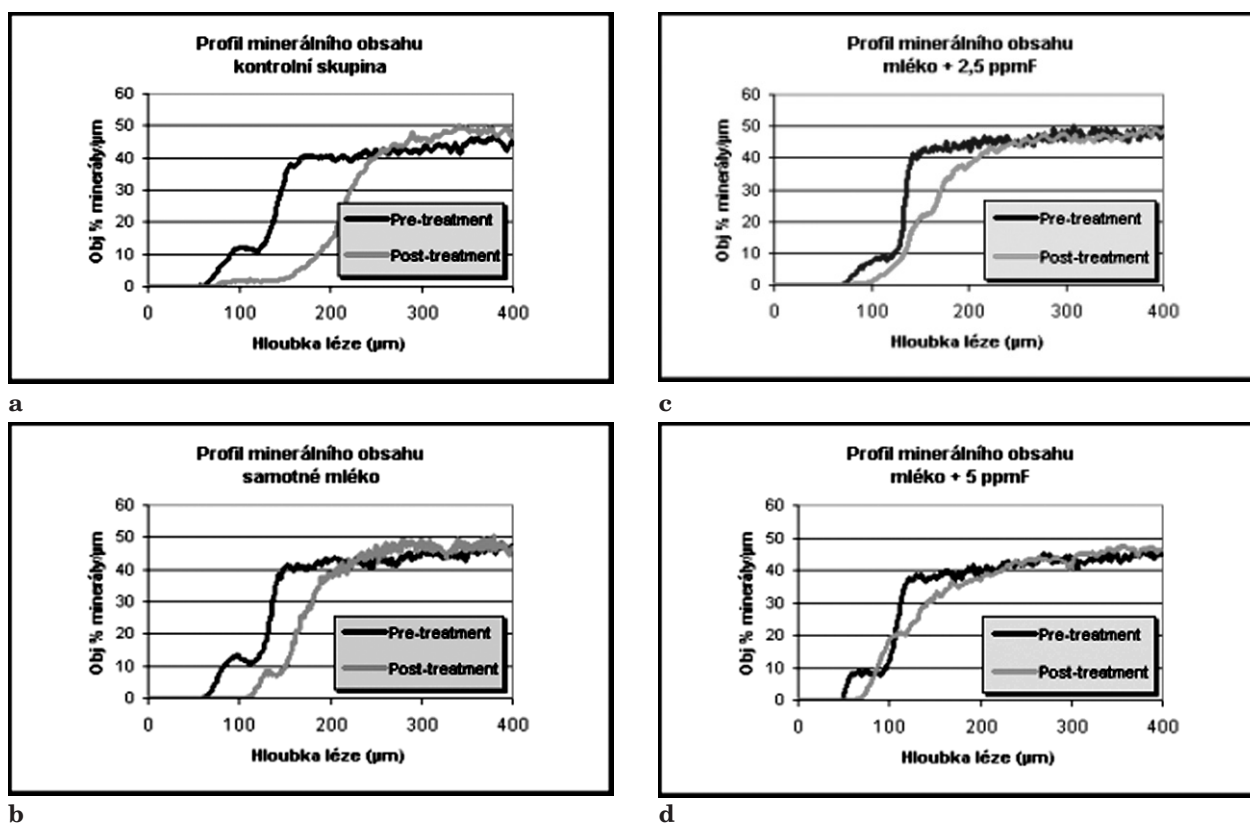 Profil minerálního obsahu
kontrolní skupina
Obj % minerály/µm
60
50
40
30
20
10
0
Pre-treatment
Post-treatment
0 100 200 300 400
Hloubka léze (µm)
a
Profil minerálního obsahu
samotné mléko
Obj % minerály/µm
60
50
40
30
20
10
0
Pre-treatment
Post-treatment
0 100 200 300 400
Hloubka léze (µm)
b
Profil minerálního obsahu
mléko + 2,5 ppmF
Obj % minerály/µm
60
50
40
30
20
10
0
Pre-treatment
Post-treatment
0 100 200 300 400
Hloubka léze (µm)
c
Profil minerálního obsahu
mléko + 5 ppmF
Obj % minerály/µm
60
50
40
30
20
10
0
Pre-treatment
Post-treatment
0 100 200 300 400
Hloubka léze (µm)
d